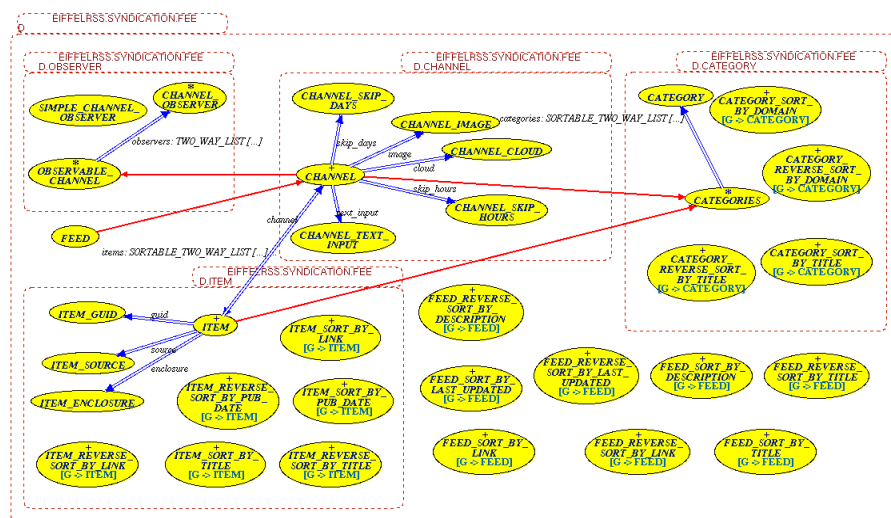 EIFFELRSS.SYNDICATION.FEE
D
EIFFELRSS.SYNDICATION.FEE
D.OBSERVER
*
CHANNEL_
OBSERVER
SIMPLE_CHANNEL_
OBSERVER
observers: TWO_WAY_LIST [...]
*
OBSERVABLE_
CHANNEL
FEED
EIFFELRSS.SYNDICATION.FEE
D.CHANNEL
CHANNEL_SKIP_
DAYS
CHANNEL_IMAGE
categories: SORTABLE_TWO_WAY_LIST [...]
skip_days
image
CHANNEL_CLOUD
cloud
+
CHANNEL
skip_hours
CHANNEL_SKIP_
HOURS
text_input
CHANNEL_TEXT_
INPUT
channel
items: SORTABLE_TWO_WAY_LIST [...]
EIFFELRSS.SYNDICATION.FEE
D.CATEGORY
CATEGORY
+
CATEGORY_SORT_
BY_DOMAIN
[G -> CATEGORY]
+
CATEGORY_
REVERSE_SORT_
BY_DOMAIN
[G -> CATEGORY]
*
CATEGORIES
+
CATEGORY_
REVERSE_SORT_
BY_TITLE
[G -> CATEGORY]
+
CATEGORY_SORT_
BY_TITLE
[G -> CATEGORY]
EIFFELRSS.SYNDICATION.FEE
D.ITEM
ITEM_GUID
guid
+
ITEM
source
ITEM_SOURCE
enclosure
ITEM_ENCLOSURE
+
ITEM_SORT_BY_
LINK
[G -> ITEM]
+
ITEM_REVERSE_
SORT_BY_PUB_
DATE
[G -> ITEM]
+
ITEM_SORT_BY_
PUB_DATE
[G -> ITEM]
+
ITEM_REVERSE_
SORT_BY_LINK
[G -> ITEM]
+
ITEM_SORT_BY_
TITLE
[G -> ITEM]
+
ITEM_REVERSE_
SORT_BY_TITLE
[G -> ITEM]
+
FEED_REVERSE_
SORT_BY_
DESCRIPTION
[G -> FEED]
+
FEED_SORT_BY_
LAST_UPDATED
[G -> FEED]
+
FEED_REVERSE_
SORT_BY_LAST_
UPDATED
[G -> FEED]
+
FEED_SORT_BY_
DESCRIPTION
[G -> FEED]
+
FEED_REVERSE_
SORT_BY_TITLE
[G -> FEED]
+
FEED_SORT_BY_
LINK
[G -> FEED]
+
FEED_REVERSE_
SORT_BY_LINK
[G -> FEED]
+
FEED_SORT_BY_
TITLE
[G -> FEED]